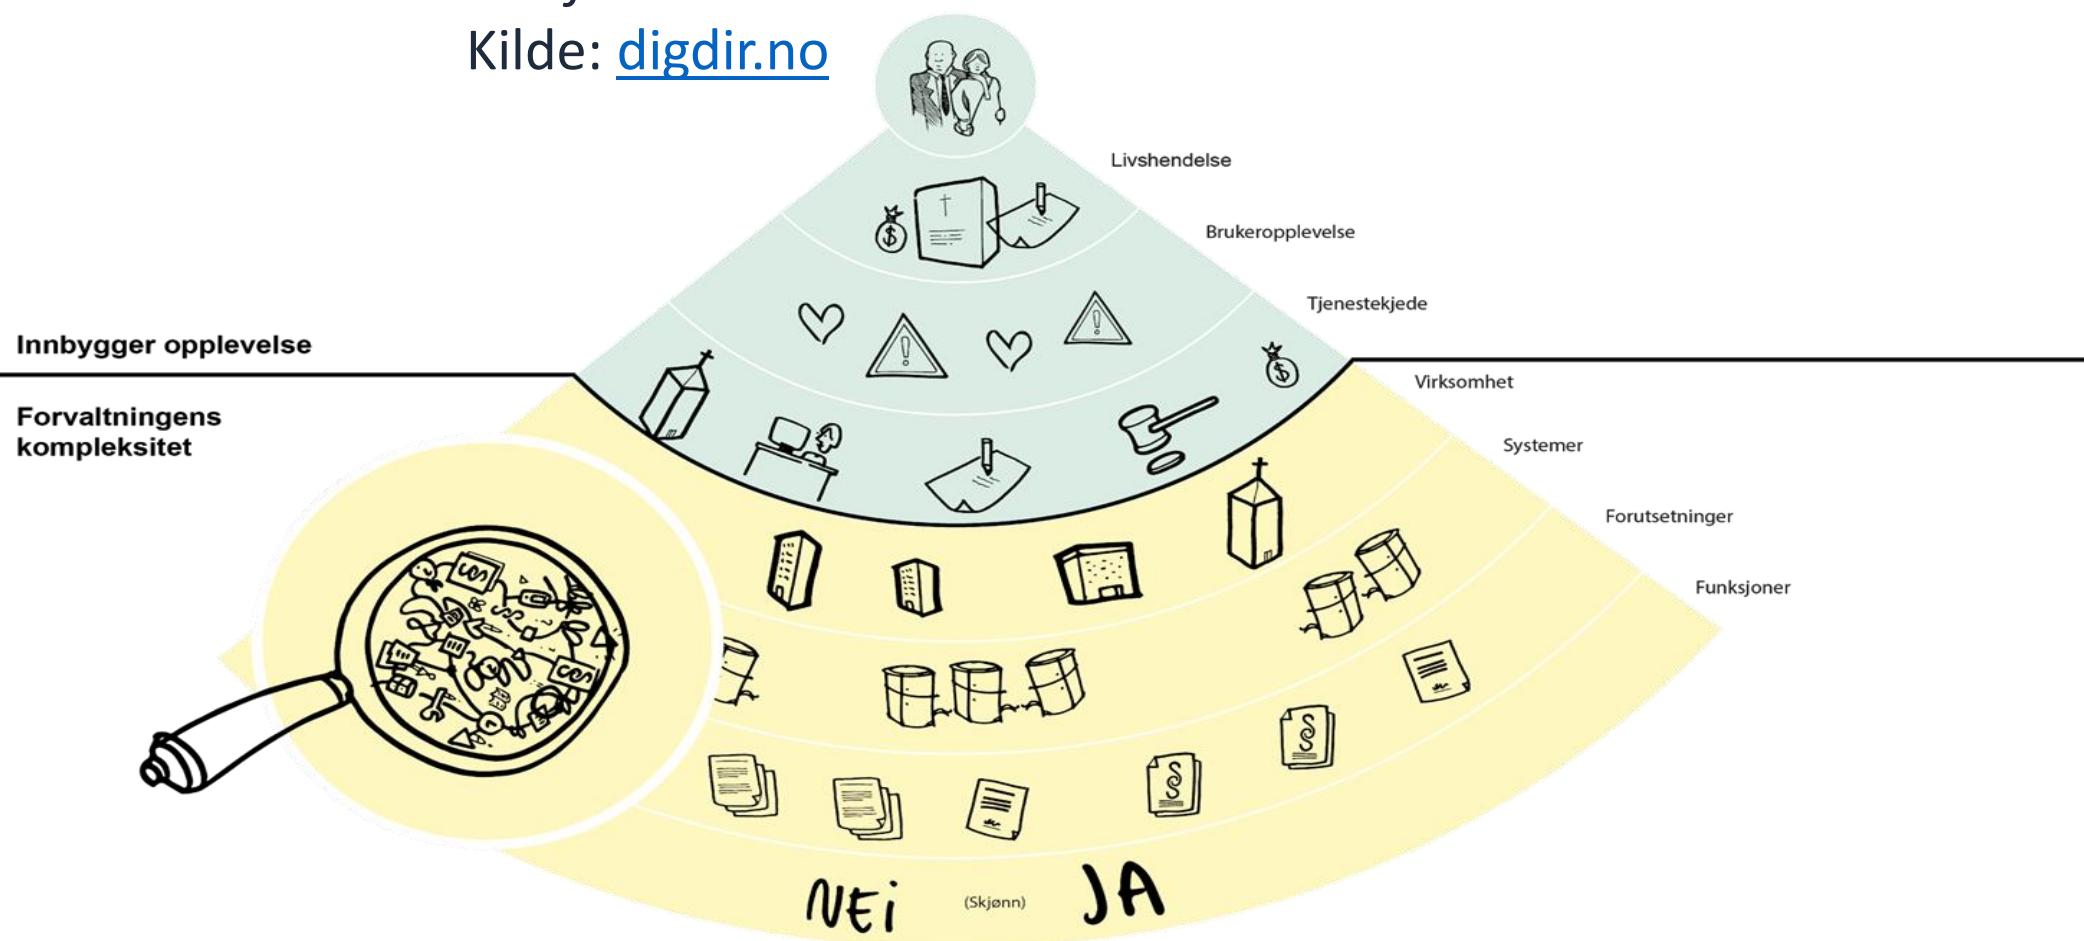 Kilde: digdir.no
Livshendelse
Brukeropplevelse
Tjenestekjede
Innbygger opplevelse
Forvaltningens
kompleksitet
Virksomhet
Systemer
Forutsetninger
Funksjoner
NEi
(Skjønn)
JA